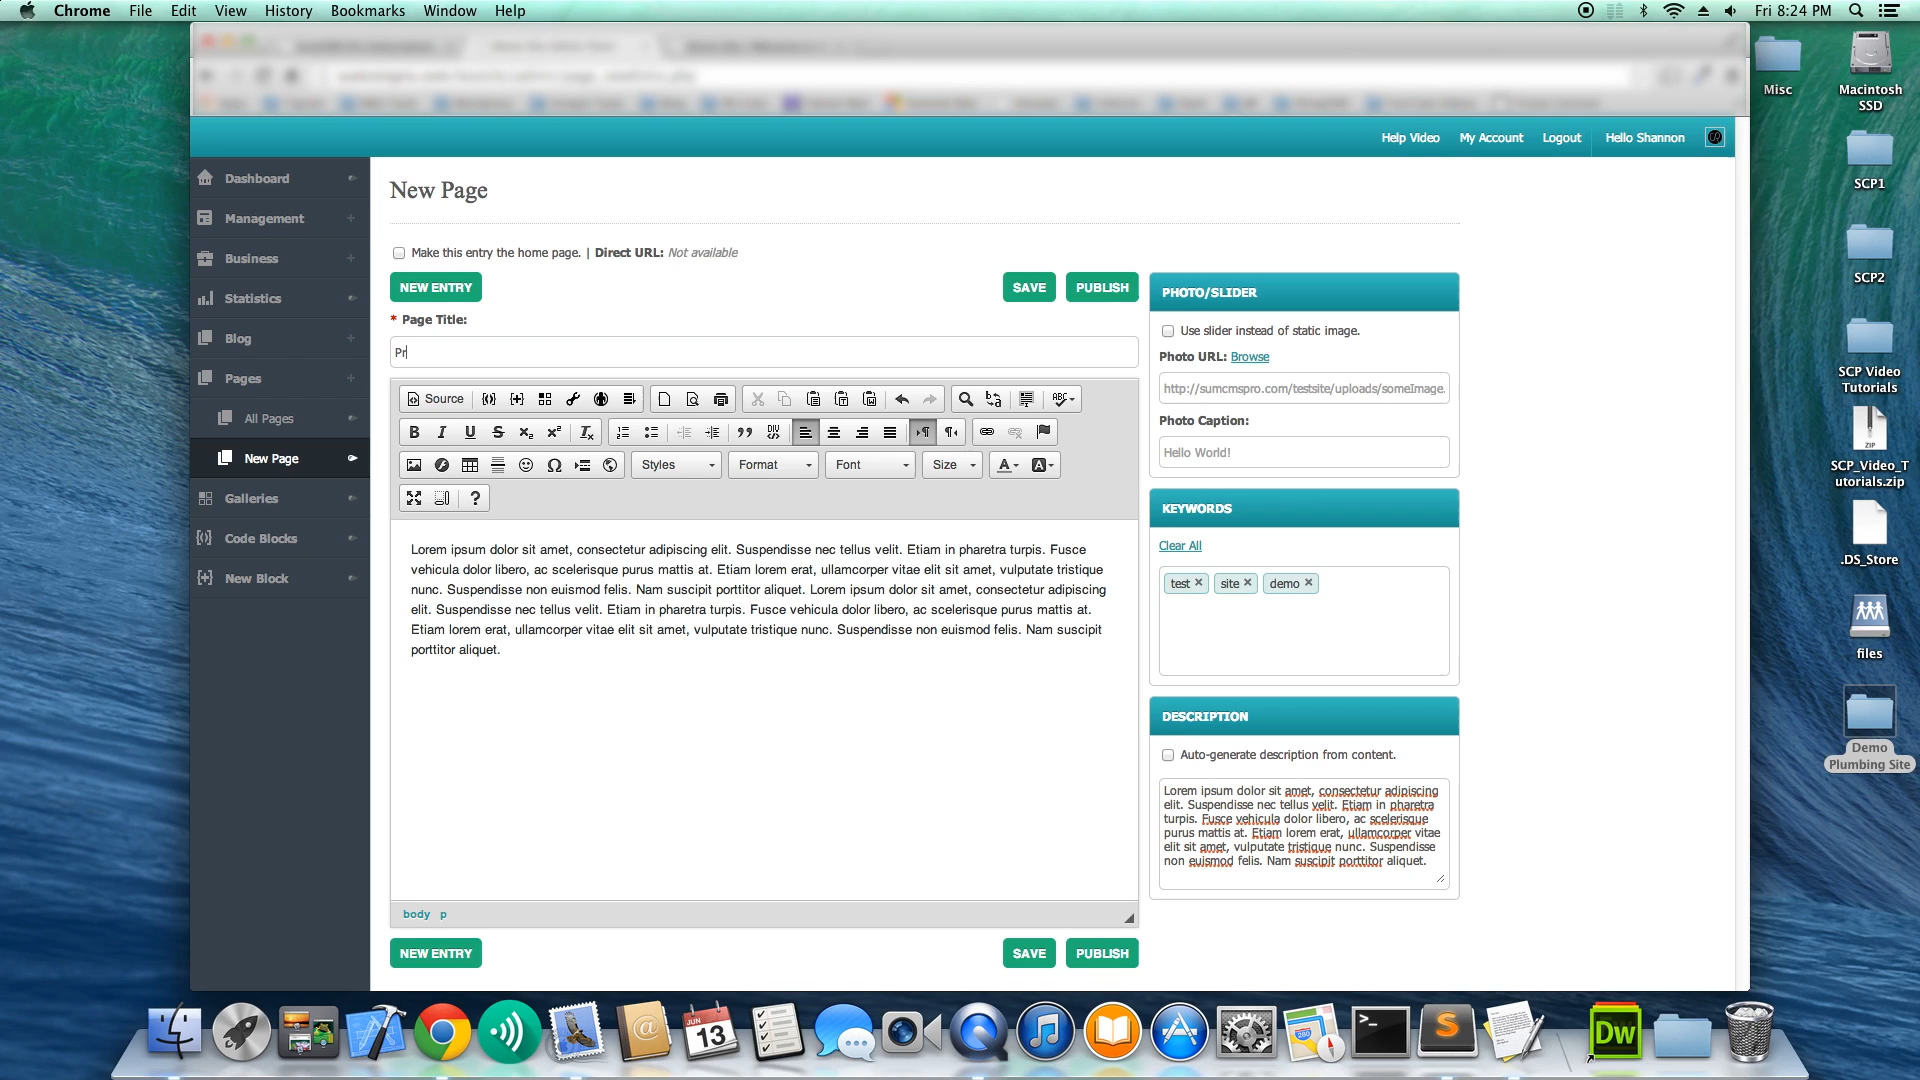 Chrome File Edit View History Bookmarks Window Help
Fri 8:24 PM
Misc
Macintosh SSD
SCP1
SCP2
SCP Video Tutorials
ZIP
SCP_Video_T
utorials.zip
.DS_Store
files
Demo
Plumbing Site
Help Video My Account Logout Hello Shannon
Dashboard
Management
Business
Statistics
Blog
Pages
All Pages
New Page
Galleries
Code Blocks
New Block
New Page
Make this entry the home page. | Direct URL: Not available
NEW ENTRY SAVE PUBLISH
* Page Title:
Pr
Source
Styles Format Font Size
Lorem ipsum dolor sit amet, consectetur adipiscing elit. Suspendisse nec tellus velit. Etiam in pharetra turpis. Fusce
vehicula dolor libero, ac scelerisque purus mattis at. Etiam lorem erat, ullamcorper vitae elit sit amet, vulputate tristique
nunc. Suspendisse non euismod felis. Nam suscipit porttitor aliquet. Lorem ipsum dolor sit amet, consectetur adipiscing
elit. Suspendisse nec tellus velit. Etiam in pharetra turpis. Fusce vehicula dolor libero, ac scelerisque purus mattis at.
Etiam lorem erat, ullamcorper vitae elit sit amet, vulputate tristique nunc. Suspendisse non euismod felis. Nam suscipit
porttitor aliquet.
body p
NEW ENTRY SAVE PUBLISH
PHOTO/SLIDER
Use slider instead of static image.
Photo URL: Browse
http://sumcmspro.com/testsite/uploads/someImage.
Photo Caption:
Hello World!
KEYWORDS
Clear All
test site demo
DESCRIPTION
Auto-generate description from content.
Lorem ipsum dolor sit amet, consectetur adipiscing
elit. Suspendisse nec tellus velit. Etiam in pharetra
turpis. Fusce vehicula dolor libero, ac scelerisque
purus mattis at. Etiam lorem erat, ullamcorper vitae
elit sit amet, vulputate tristique nunc. Suspendisse
non euismod felis. Nam suscipit porttitor aliquet.
JUN
13
280
Dw